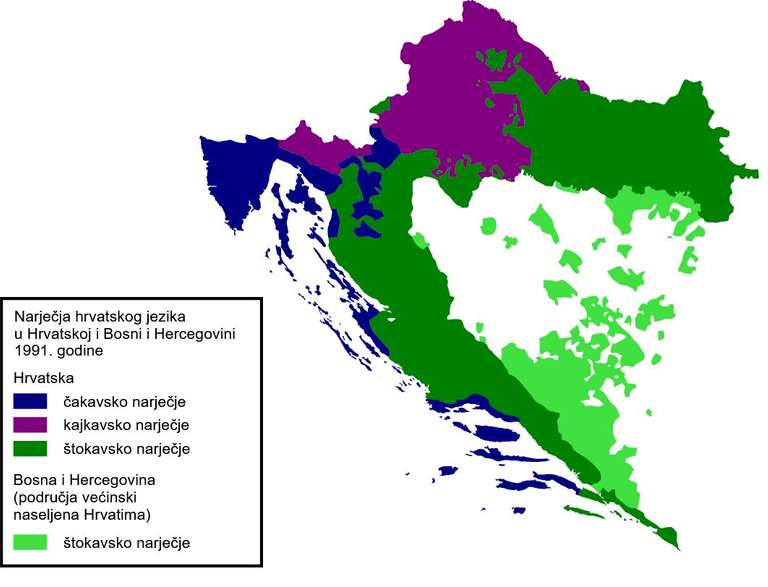 Narječja hrvatskog jezika
u Hrvatskoj i Bosni i Hercegovini
1991. godine
Hrvatska
čakavsko narječje
kajkavsko narječje
štokavsko narječje
Bosna i Hercegovina
(područja većinski
naseljena Hrvatima)
štokavsko narječje